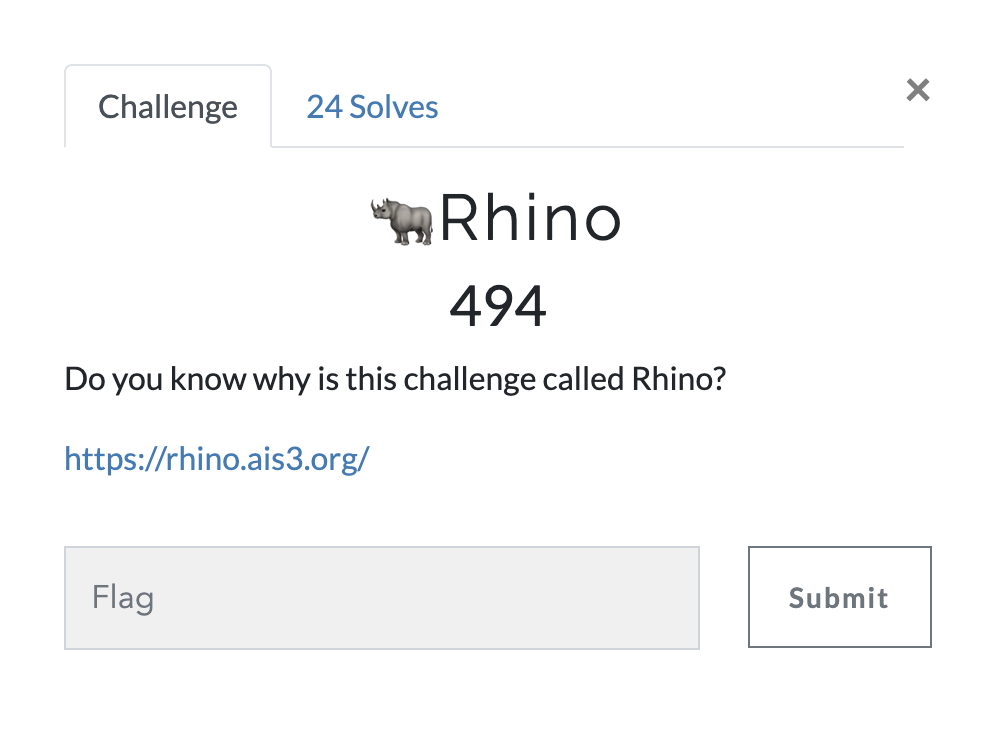 Challenge
24 Solves
×
🦏Rhino
494
Do you know why is this challenge called Rhino?
https://rhino.ais3.org/
Flag
Submit